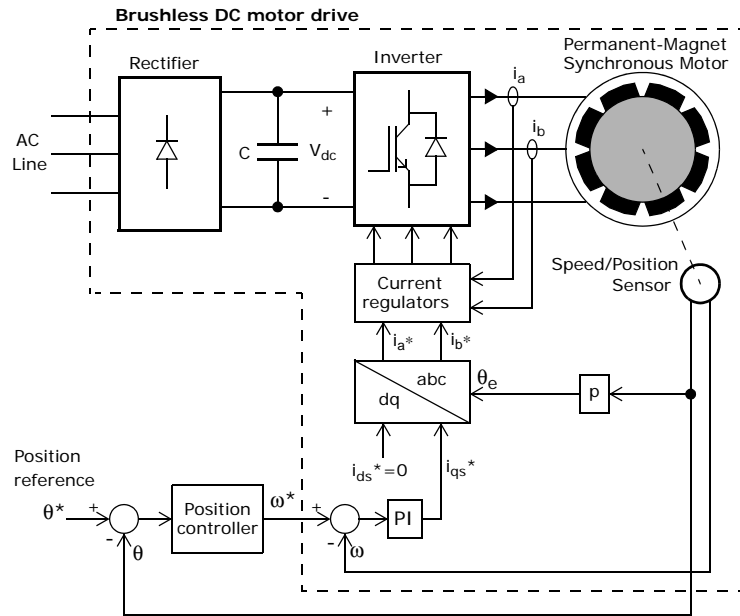 Brushless DC motor drive
Rectifier
Inverter
Permanent-Magnet
Synchronous Motor
i_a
i_b
AC
Line
C
+
V_dc
-
Speed/Position
Sensor
Current
regulators
i_a*
i_b*
abc
dq
θ_e
p
i_ds*=0
i_qs*
Position
reference
θ*
+
-
θ
Position
controller
ω*
+
-
ω
PI